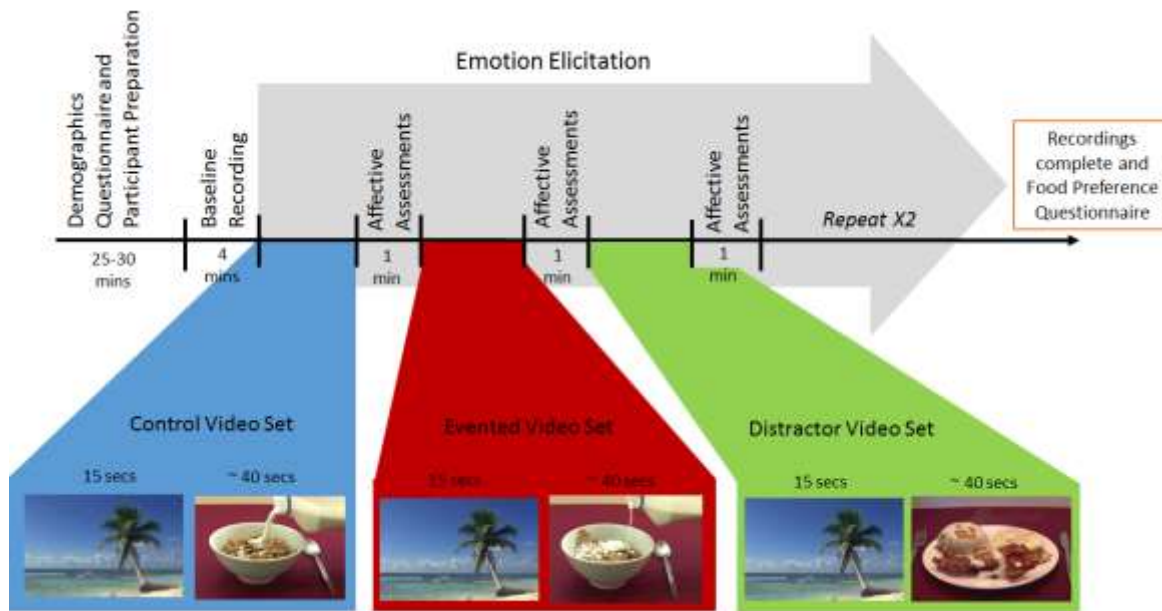 Emotion Elicitation
Demographics
Questionnaire and
Participant Preparation
Baseline
Recording
Affective
Assessments
Affective
Assessments
Affective
Assessments
Repeat X2
Recordings
complete and
Food Preference
Questionnaire
25-30
mins
4
mins
1
min
1
min
1
min
Control Video Set
15 secs
~ 40 secs
Evented Video Set
15 secs
~ 40 secs
Distractor Video Set
15 secs
~ 40 secs